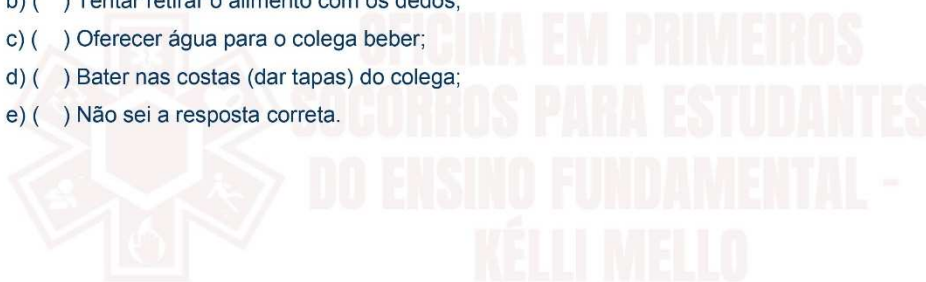 b) ( ) Tentar retirar o alimento com os dedos;
c) ( ) Oferecer água para o colega beber;
d) ( ) Bater nas costas (dar tapas) do colega;
e) ( ) Não sei a resposta correta.
OFICINA EM PRIMEIROS
SOCORROS PARA ESTUDANTES
DO ENSINO FUNDAMENTAL -
KÉLLI MELLO